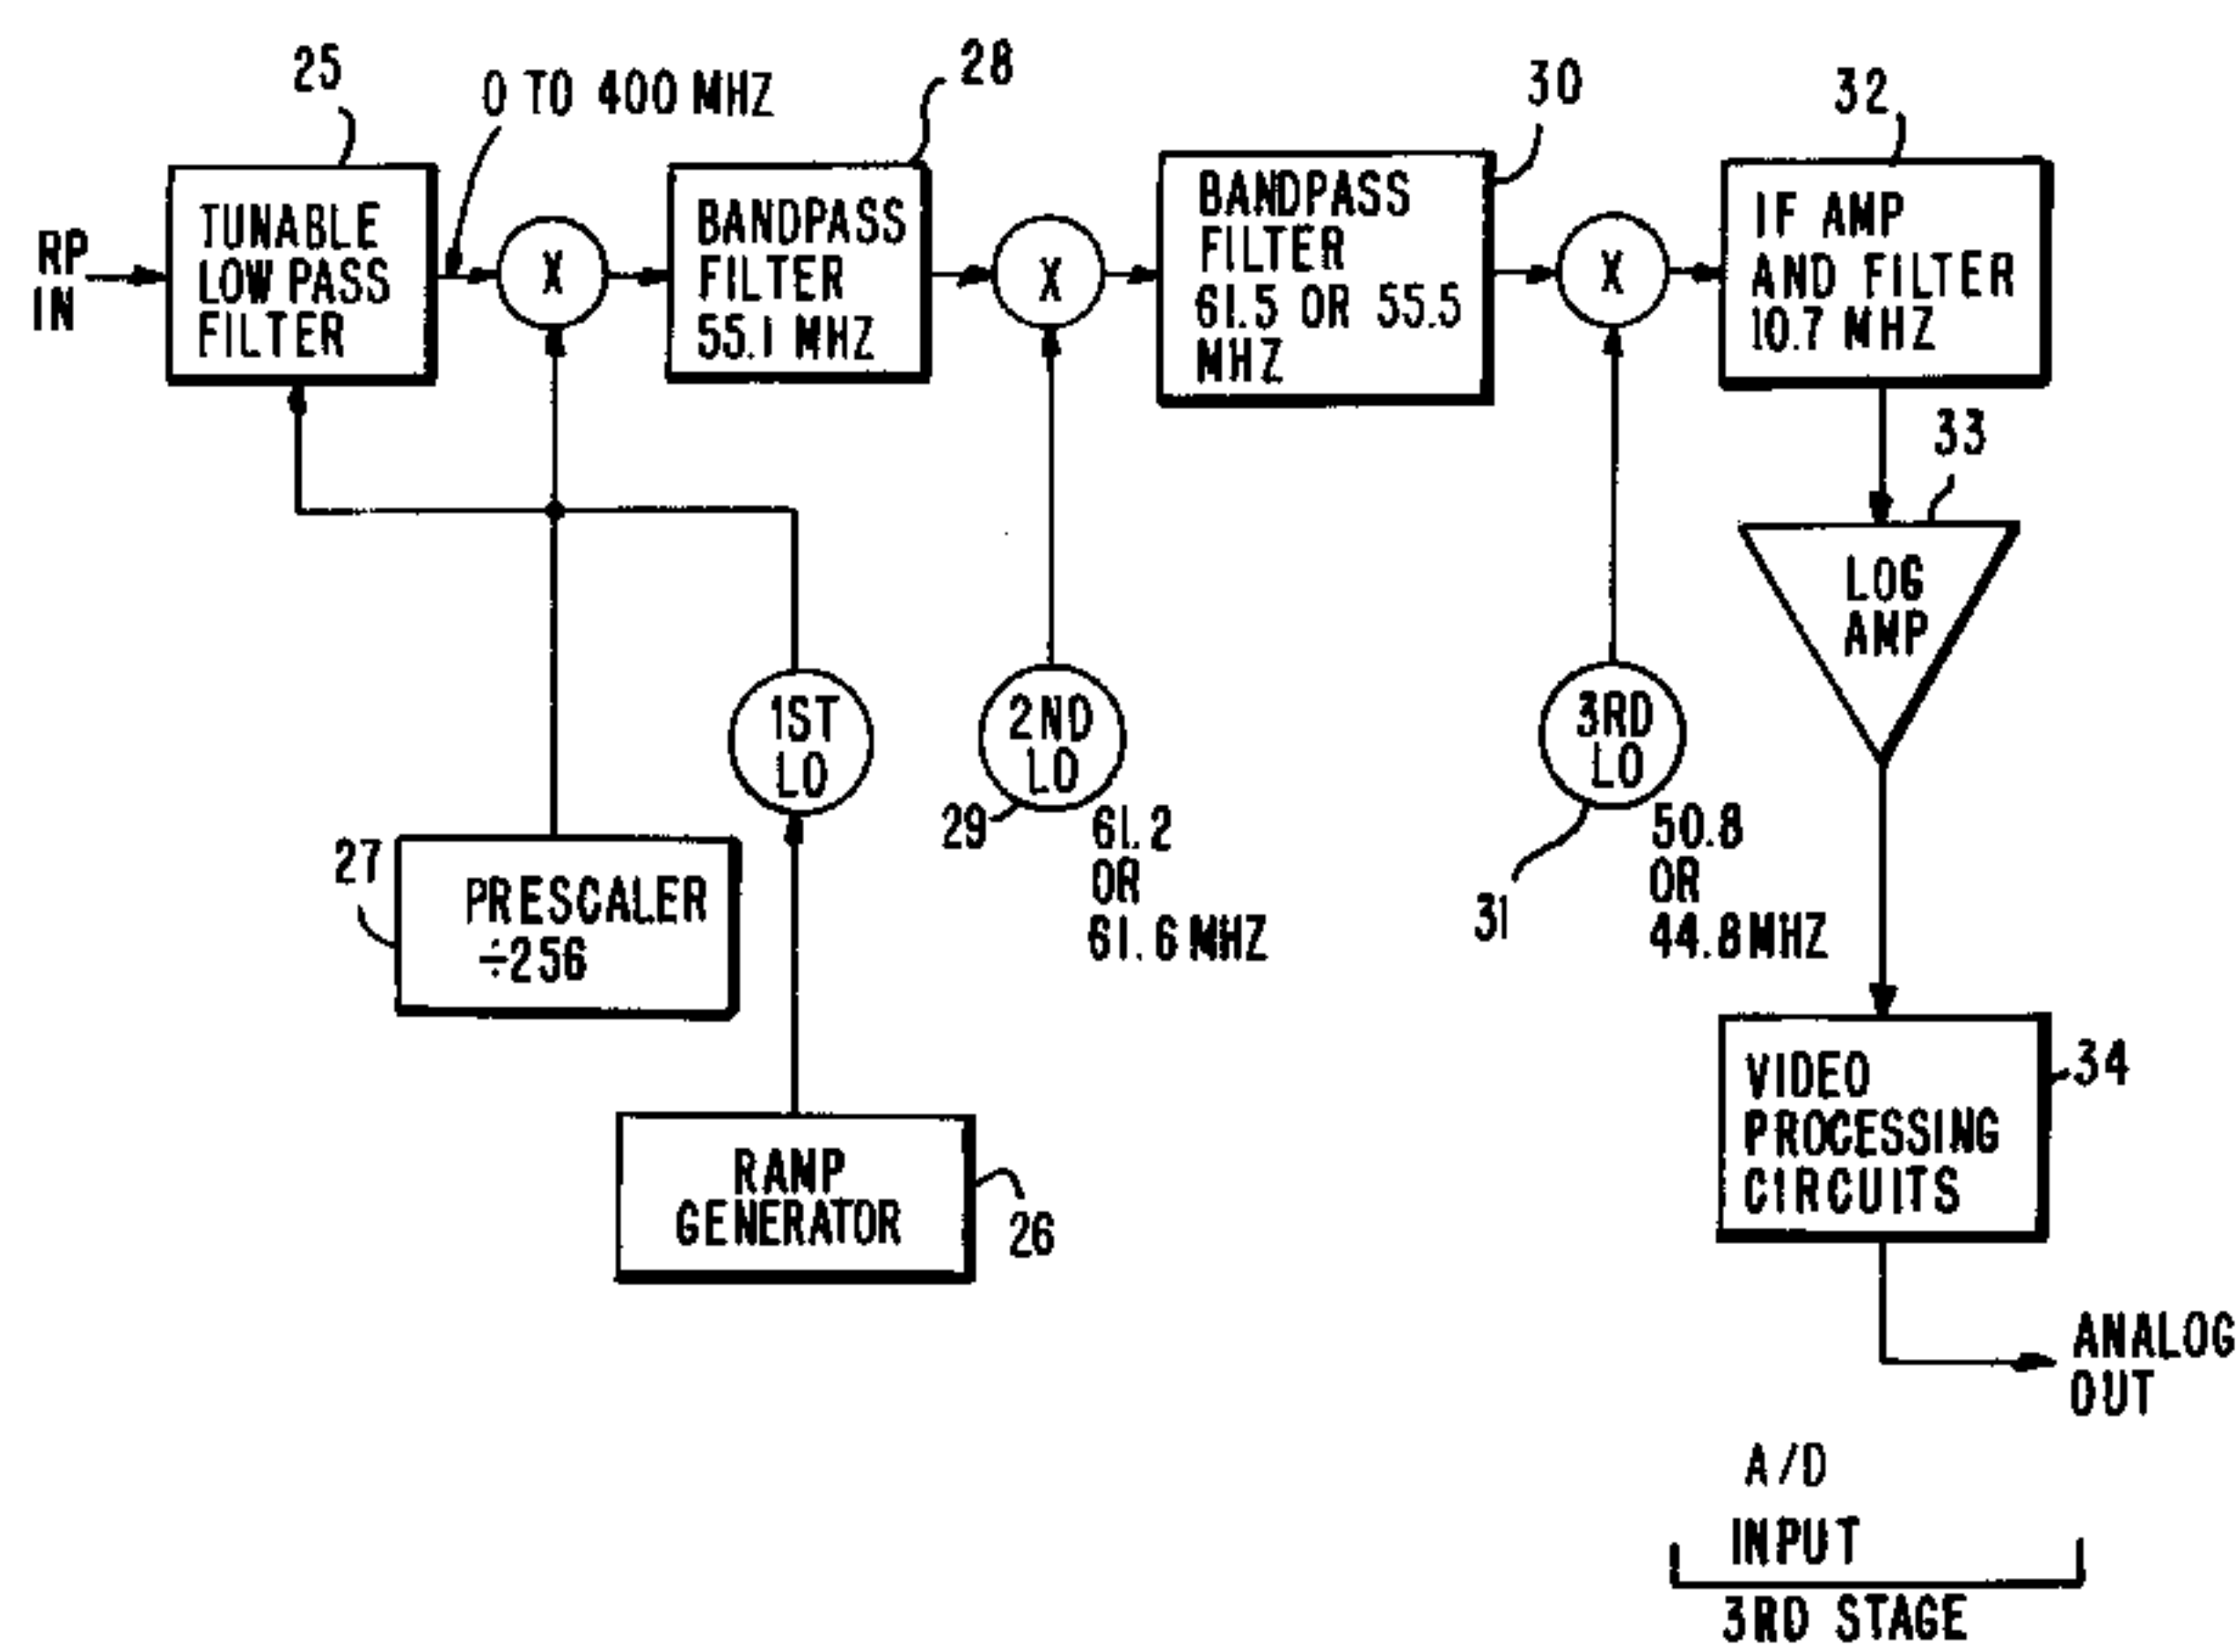 25
0 TO 400 MHZ
28
30
32
RP
IN
TUNABLE
LOW PASS
FILTER
X
BANDPASS
FILTER
55.1 MHZ
X
BANDPASS
FILTER
61.5 OR 55.5
MHZ
X
IF AMP
AND FILTER
10.7 MHZ
33
LOG
AMP
1ST
LO
2ND
LO
29
61.2
OR
61.6 MHZ
3RD
LO
31
50.8
OR
44.8 MHZ
27
PRESCALER
÷256
RAMP
GENERATOR
26
VIDEO
PROCESSING
CIRCUITS
34
ANALOG
OUT
A/D
INPUT
3RD STAGE